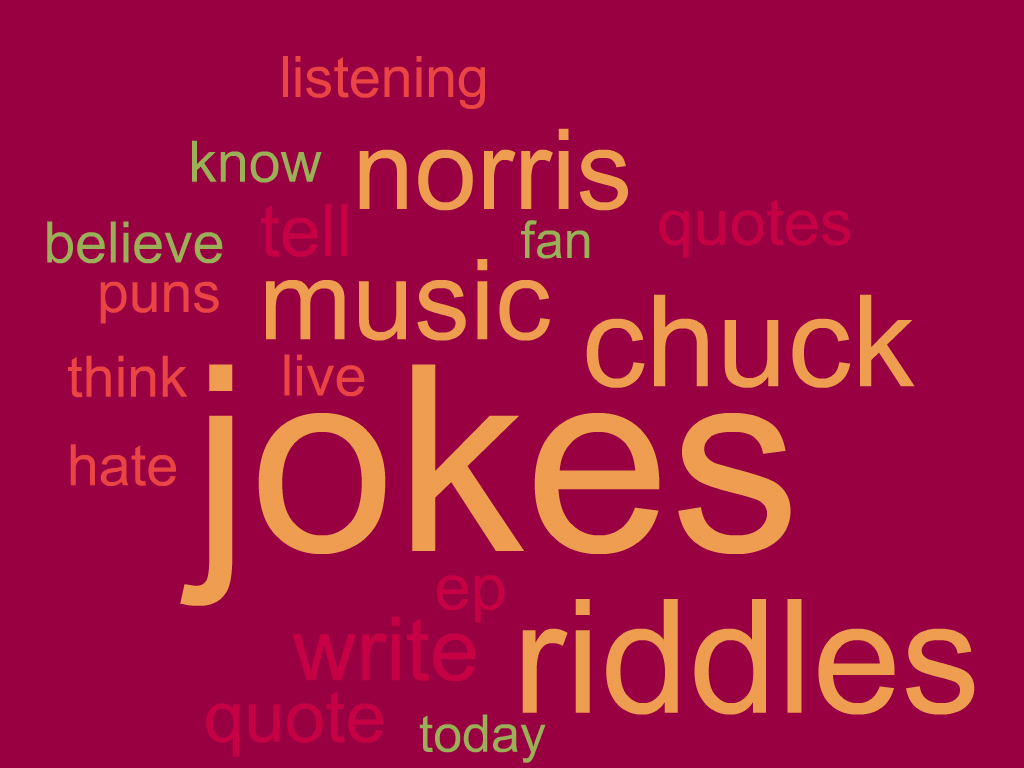 listening
know
norris
believe
tell
fan
quotes
puns
music
chuck
think
live
jokes
hate
ep
write
riddles
quote
today